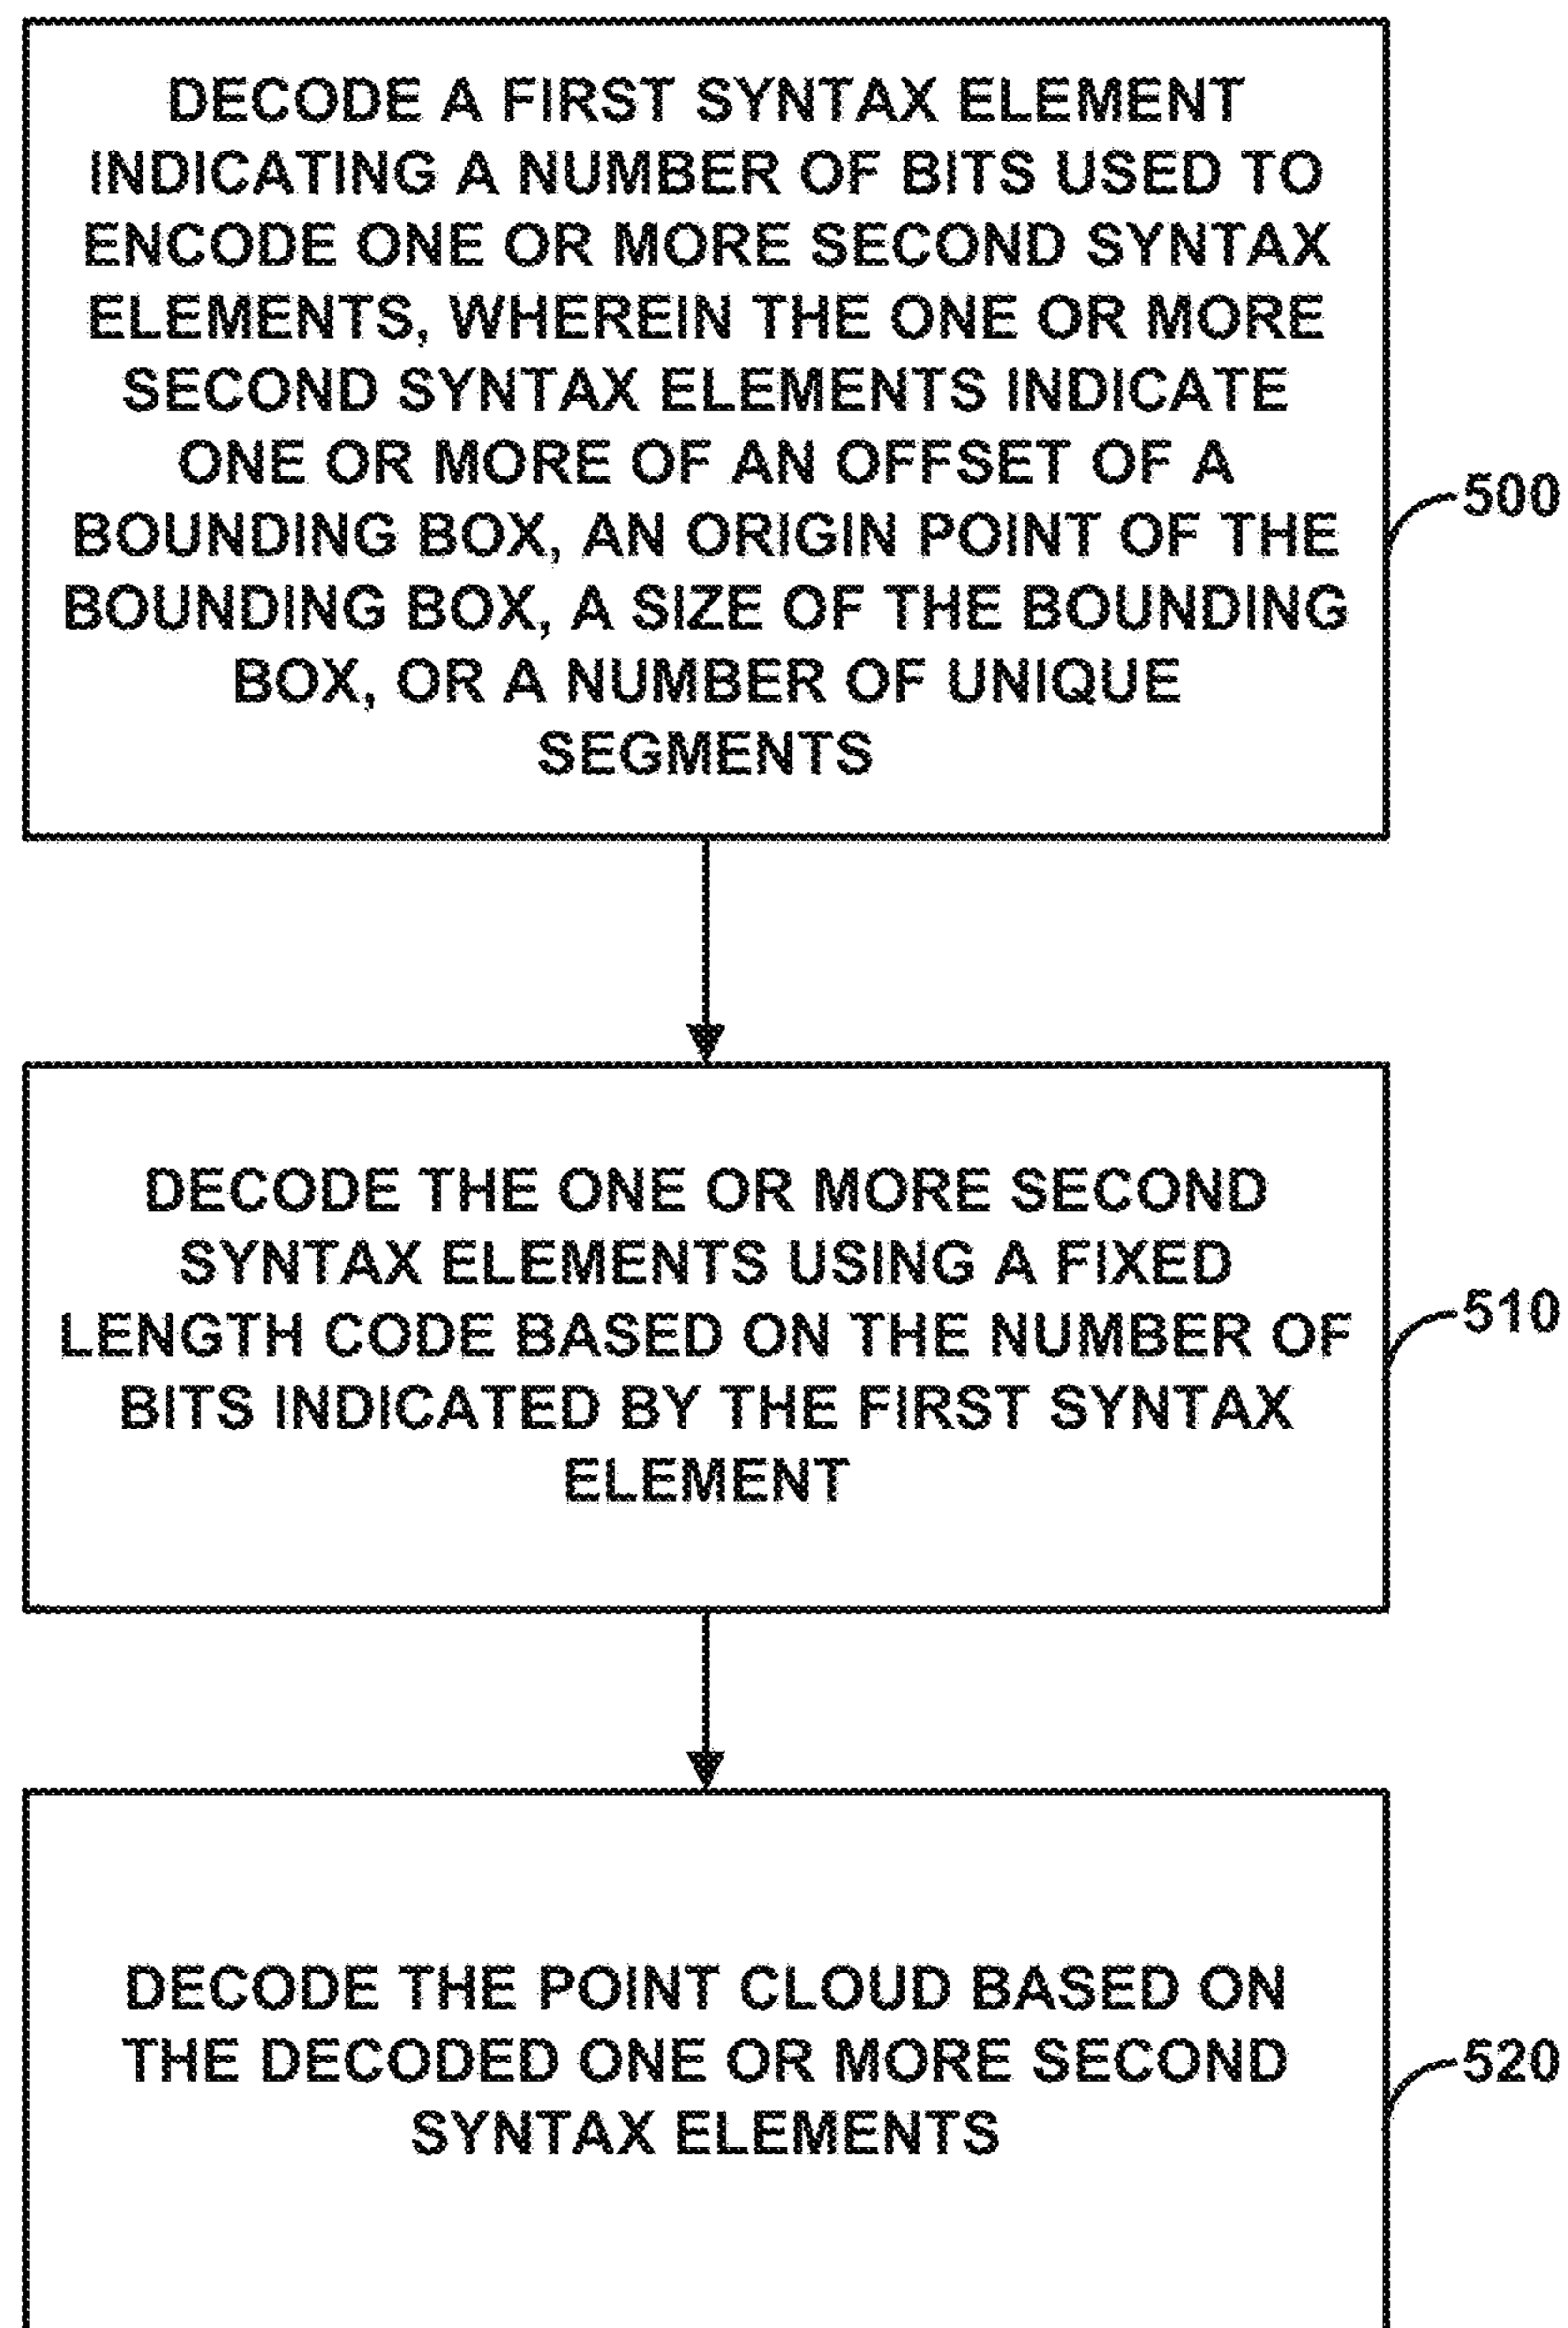 DECODE A FIRST SYNTAX ELEMENT
INDICATING A NUMBER OF BITS USED TO
ENCODE ONE OR MORE SECOND SYNTAX
ELEMENTS, WHEREIN THE ONE OR MORE
SECOND SYNTAX ELEMENTS INDICATE
ONE OR MORE OF AN OFFSET OF A
BOUNDING BOX, AN ORIGIN POINT OF THE
BOUNDING BOX, A SIZE OF THE BOUNDING
BOX, OR A NUMBER OF UNIQUE
SEGMENTS
500
DECODE THE ONE OR MORE SECOND
SYNTAX ELEMENTS USING A FIXED
LENGTH CODE BASED ON THE NUMBER OF
BITS INDICATED BY THE FIRST SYNTAX
ELEMENT
510
DECODE THE POINT CLOUD BASED ON
THE DECODED ONE OR MORE SECOND
SYNTAX ELEMENTS
520